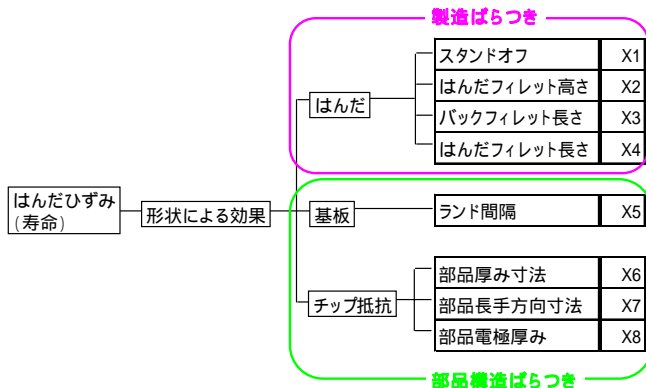 製造ばらつき
スタンドオフ X1
はんだフィレット高さ X2
はんだ
バックフィレット長さ X3
はんだフィレット長さ X4
はんだひずみ
(寿命)
形状による効果
基板
ランド間隔 X5
部品厚み寸法 X6
チップ抵抗
部品長手方向寸法 X7
部品電極厚み X8
部品構造ばらつき